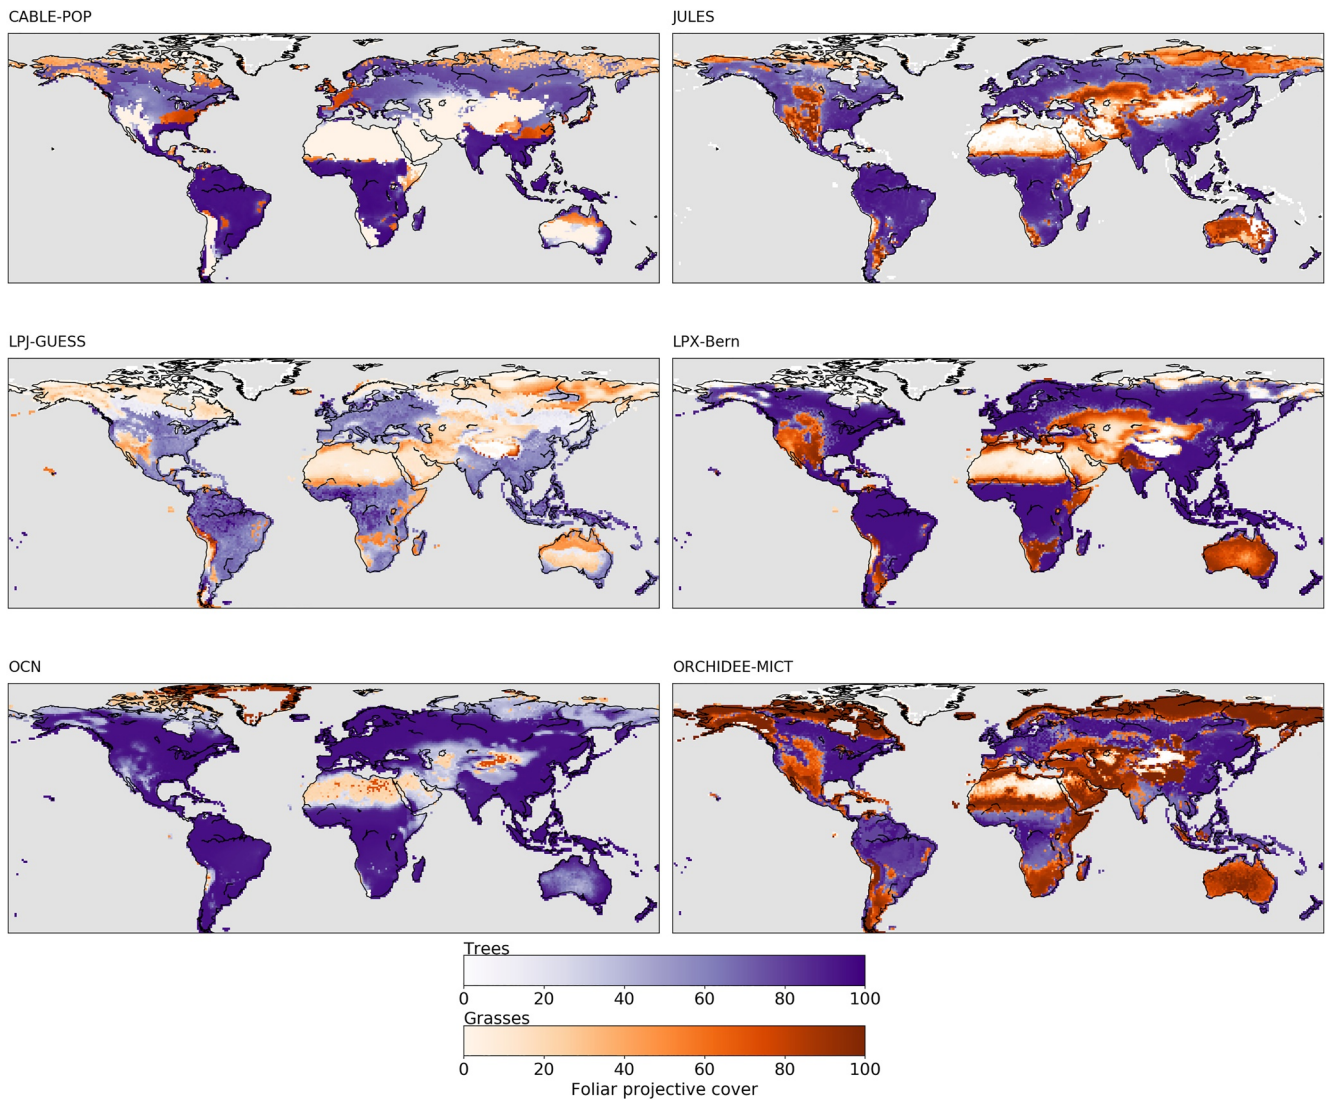 CABLE-POP
JULES
LPJ-GUESS
LPX-Bern
OCN
ORCHIDEE-MICT
Trees
0 20 40 60 80 100
Grasses
0 20 40 60 80 100
Foliar projective cover